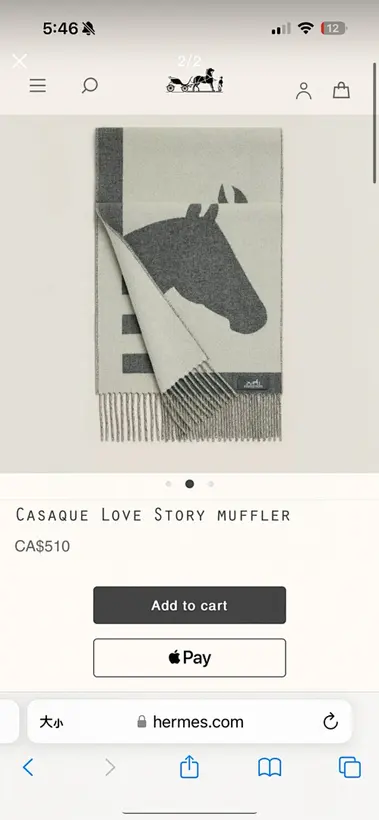 5:46
12
2/2
CASAQUE LOVE STORY MUFFLER
CA$510
Add to cart
Pay
大小
hermes.com